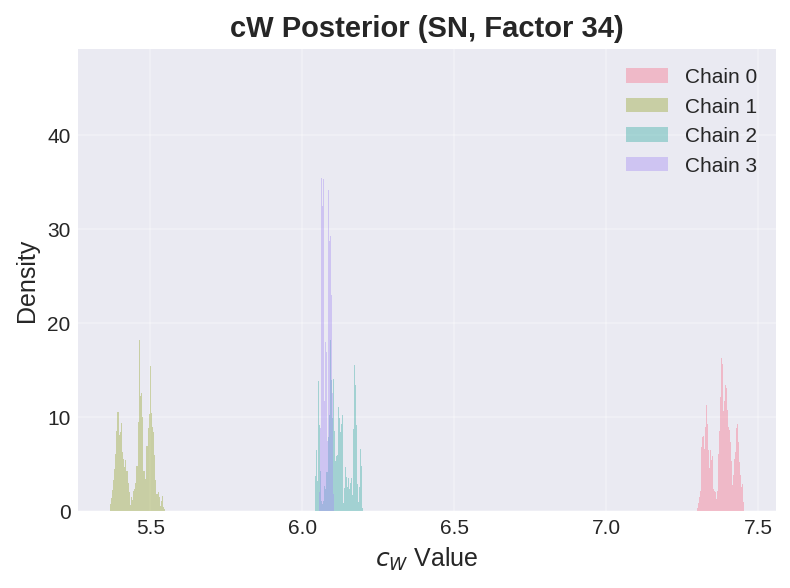 cW Posterior (SN, Factor 34)
Chain 0
Chain 1
Chain 2
Chain 3
Density
40
30
20
10
0
5.5 6.0 6.5 7.0 7.5
c_W Value